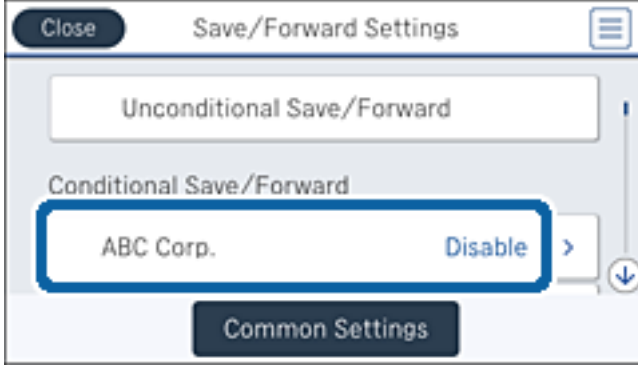 Close Save/Forward Settings
Unconditional Save/Forward
Conditional Save/Forward
ABC Corp. Disable >
Common Settings